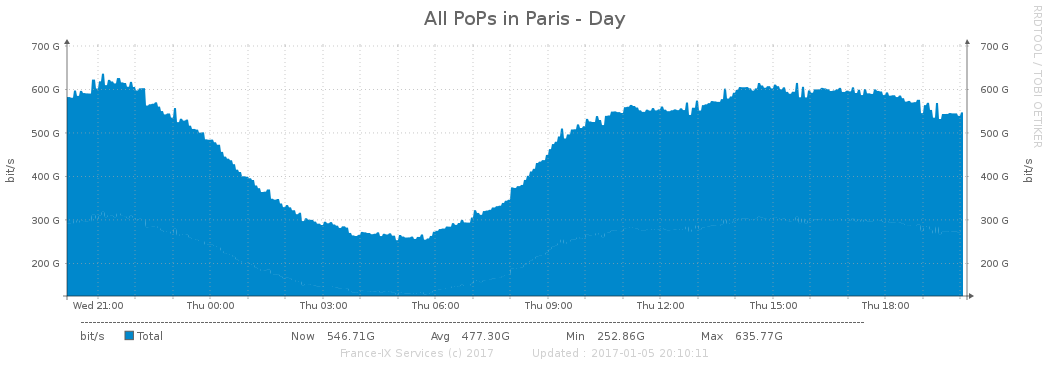 All PoPs in Paris - Day
RRDTOOL / TOBI OETIKER
700 G 700 G
600 G 600 G
500 G 500 G
400 G 400 G
300 G 300 G
200 G 200 G
bit/s
bit/s
Wed 21:00 Thu 00:00 Thu 03:00 Thu 06:00 Thu 09:00 Thu 12:00 Thu 15:00 Thu 18:00
bit/s Total Now 546.71G Avg 477.30G Min 252.86G Max 635.77G
France-IX Services (c) 2017 Updated : 2017-01-05 20:10:11